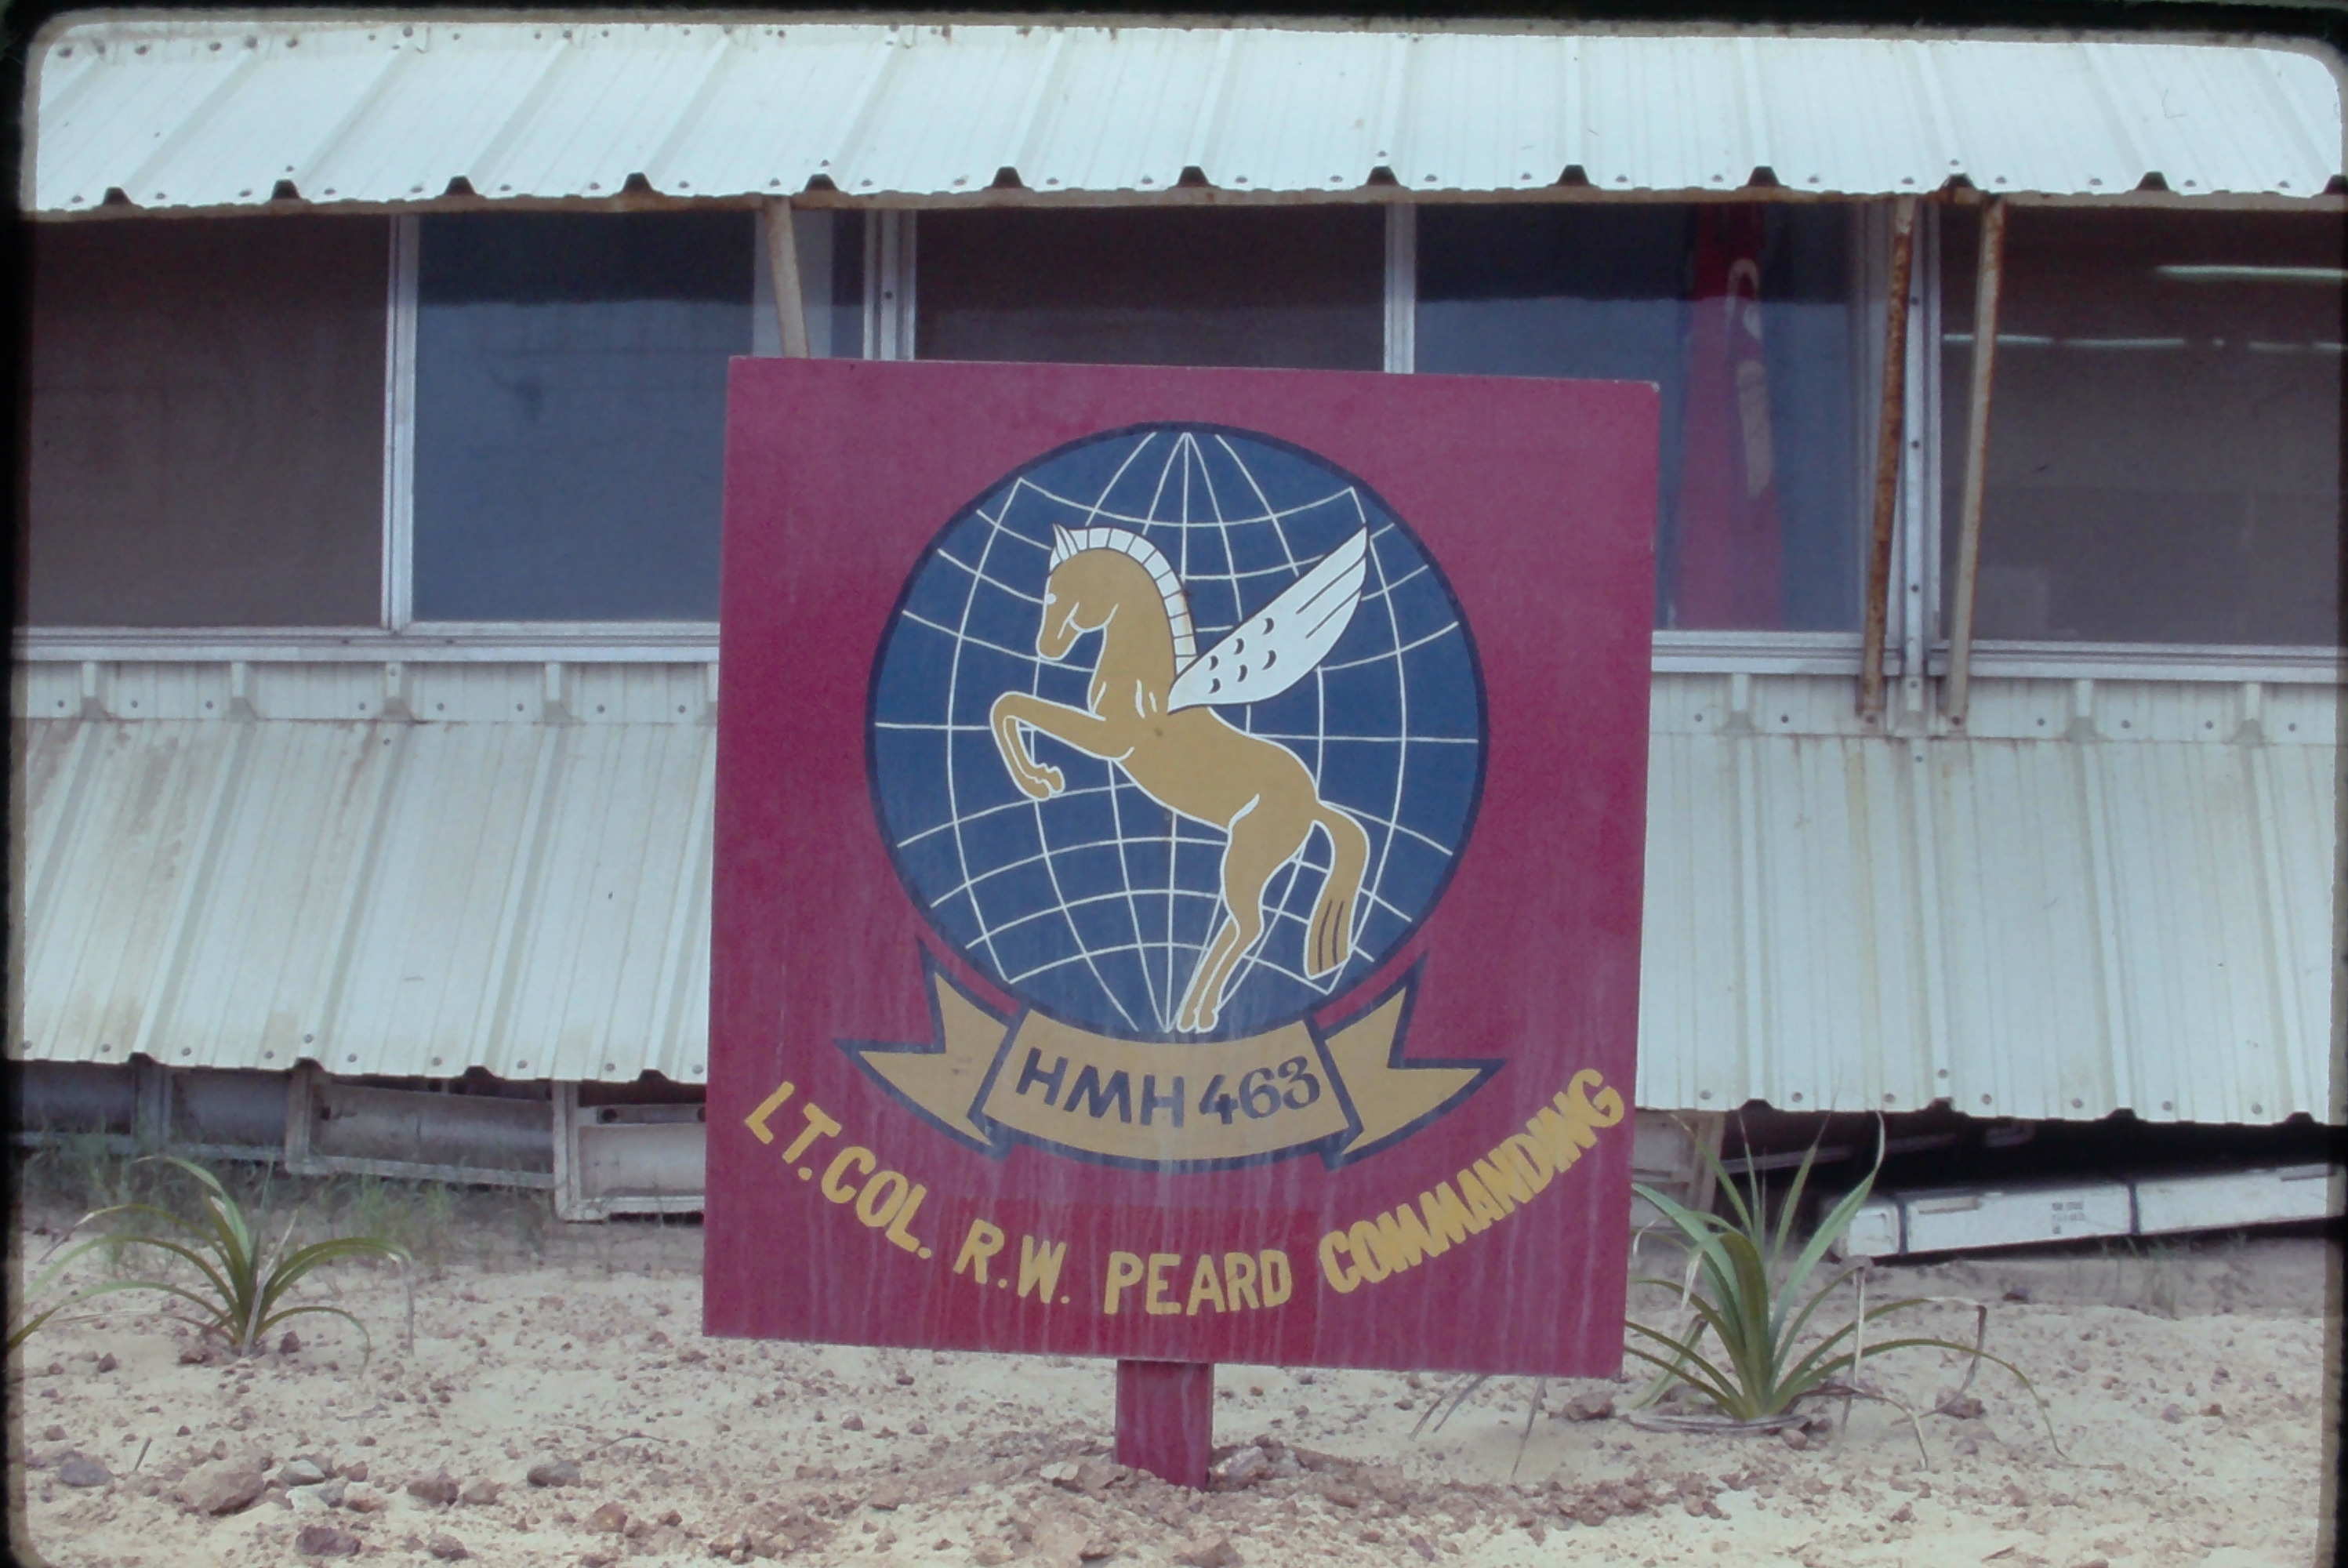 HMH 463
LT. COL. R.W. PEARD COMMANDING